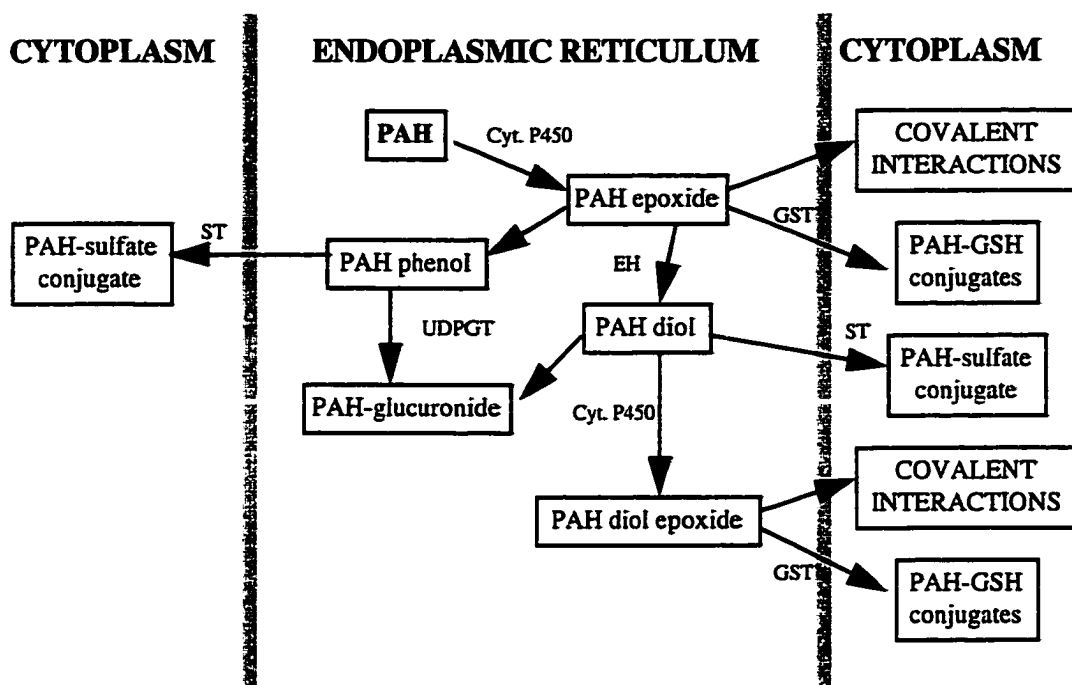 CYTOPLASM
ENDOPLASMIC RETICULUM
CYTOPLASM
PAH
Cyt. P450
COVALENT
INTERACTIONS
PAH epoxide
GST
ST
PAH-sulfate
conjugate
PAH phenol
EH
PAH-GSH
conjugates
UDPGT
PAH diol
ST
PAH-sulfate
conjugate
PAH-glucuronide
Cyt. P450
COVALENT
INTERACTIONS
PAH diol epoxide
GST
PAH-GSH
conjugates